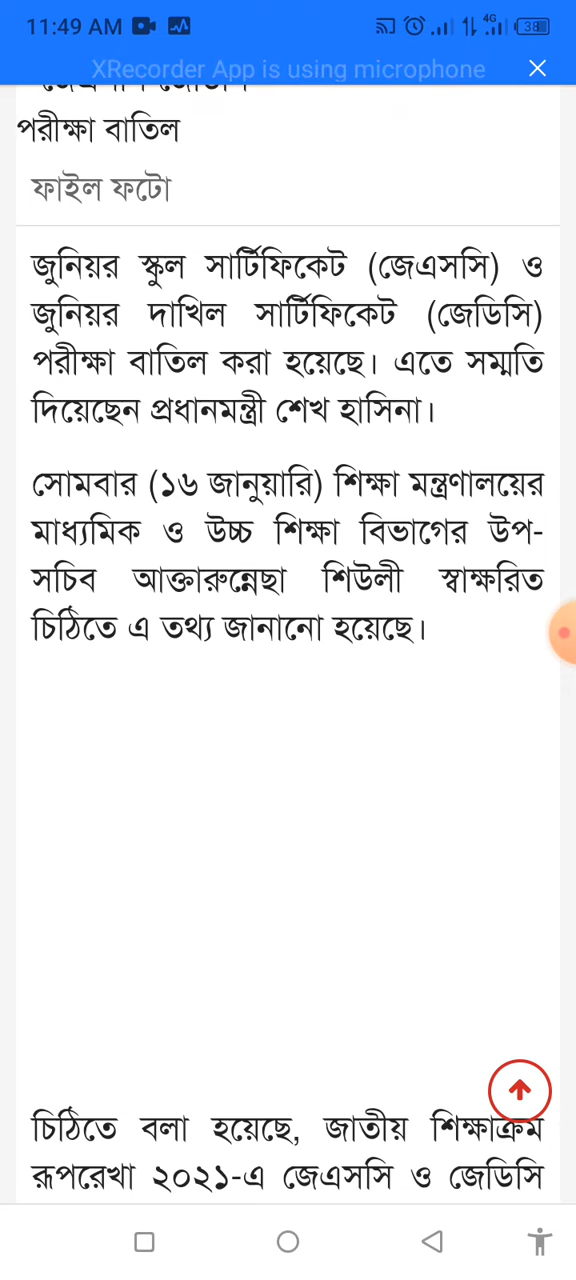 11:49 AM
4G
38
XRecorder App is using microphone
পরীক্ষা বাতিল
ফাইল ফটো
জুনিয়র স্কুল সার্টিফিকেট (জেএসসি) ও
জুনিয়র দাখিল সার্টিফিকেট (জেডিসি)
পরীক্ষা বাতিল করা হয়েছে। এতে সম্মতি
দিয়েছেন প্রধানমন্ত্রী শেখ হাসিনা।
সোমবার (১৬ জানুয়ারি) শিক্ষা মন্ত্রণালয়ের
মাধ্যমিক ও উচ্চ শিক্ষা বিভাগের উপ-
সচিব আক্তারুন্নেছা শিউলী স্বাক্ষরিত
চিঠিতে এ তথ্য জানানো হয়েছে।
চিঠিতে বলা হয়েছে, জাতীয় শিক্ষাক্রম
রূপরেখা ২০২১-এ জেএসসি ও জেডিসি